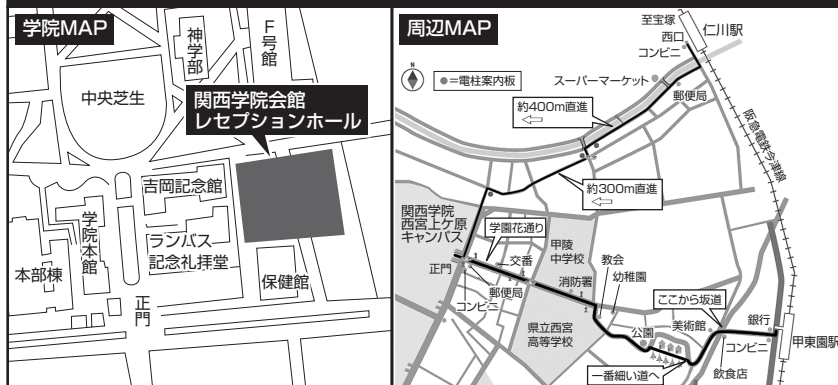 学院MAP
神学部
F号館
中央芝生
関西学院会館
レセプションホール
吉岡記念館
学院本館
ランバス
記念礼拝堂
本部棟
保健館
正門
周辺MAP
至宝塚
西口
仁川駅
コンビニ
●=電柱案内板
スーパーマーケット
郵便局
約400m直進
阪急電鉄今津線
約300m直進
関西学院
西宮上ケ原
キャンパス
学園花通り
甲陵
中学校
正門
交番
教会
消防署
幼稚園
郵便局
コンビニ
ここから坂道
県立西宮
高等学校
公園
美術館
銀行
甲東園駅
コンビニ
一番細い道へ
飲食店